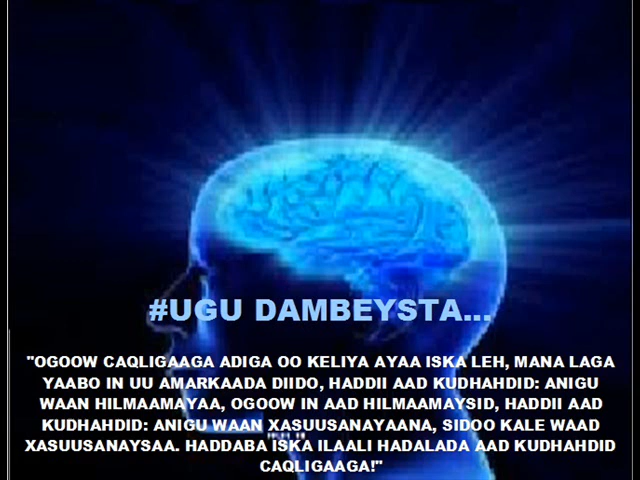 #UGU DAMBEYSTA...
"OGOOW CAQLIGAAGA ADIGA OO KELIYA AYAA ISKA LEH, MANA LAGA
YAABO IN UU AMARKAADA DIIDO, HADDII AAD KUDHAHDID: ANIGU
WAAN HILMAAMAYAA, OGOOW IN AAD HILMAAMAYSID, HADDII AAD
KUDHAHDID: ANIGU WAAN XASUUSANAYAANA, SIDOO KALE WAAD
XASUUSANAYSAA. HADDABA ISKA ILAALI HADALADA AAD KUDHAHDID
CAQLIGAAGA!"